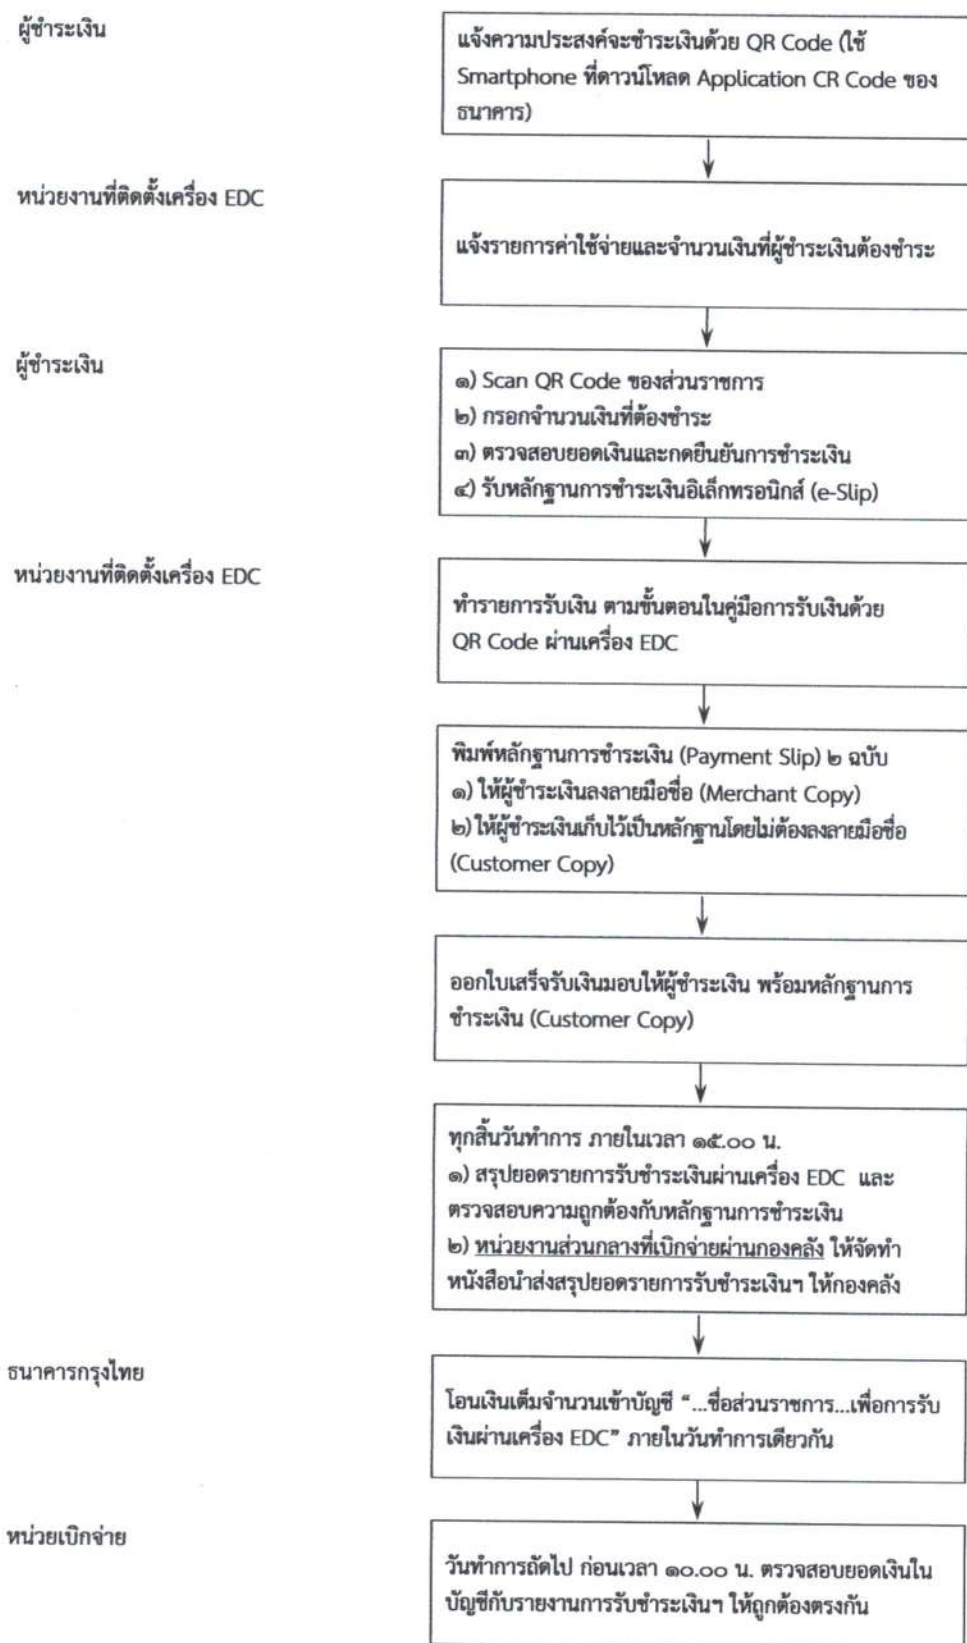 ผู้ชำระเงิน
แจ้งความประสงค์จะชำระเงินด้วย QR Code (ใช้
Smartphone ที่ดาวน์โหลด Application CR Code ของ
ธนาคาร)
หน่วยงานที่ติดตั้งเครื่อง EDC
แจ้งรายการค่าใช้จ่ายและจำนวนเงินที่ผู้ชำระเงินต้องชำระ
ผู้ชำระเงิน
๑) Scan QR Code ของส่วนราชการ
๒) กรอกจำนวนเงินที่ต้องชำระ
๓) ตรวจสอบยอดเงินและกดยืนยันการชำระเงิน
๔) รับหลักฐานการชำระเงินอิเล็กทรอนิกส์ (e-Slip)
หน่วยงานที่ติดตั้งเครื่อง EDC
ทำรายการรับเงิน ตามขั้นตอนในคู่มือการรับเงินด้วย
QR Code ผ่านเครื่อง EDC
พิมพ์หลักฐานการชำระเงิน (Payment Slip) ๒ ฉบับ
๑) ให้ผู้ชำระเงินลงลายมือชื่อ (Merchant Copy)
๒) ให้ผู้ชำระเงินเก็บไว้เป็นหลักฐานโดยไม่ต้องลงลายมือชื่อ
(Customer Copy)
ออกใบเสร็จรับเงินมอบให้ผู้ชำระเงิน พร้อมหลักฐานการ
ชำระเงิน (Customer Copy)
ทุกสิ้นวันทำการ ภายในเวลา ๑๕.๐๐ น.
๑) สรุปยอดรายการรับชำระเงินผ่านเครื่อง EDC และ
ตรวจสอบความถูกต้องกับหลักฐานการชำระเงิน
๒) หน่วยงานส่วนกลางที่เบิกจ่ายผ่านกองคลัง ให้จัดทำ
หนังสือนำส่งสรุปยอดรายการรับชำระเงินฯ ให้กองคลัง
ธนาคารกรุงไทย
โอนเงินเต็มจำนวนเข้าบัญชี “...ชื่อส่วนราชการ...เพื่อการรับ
เงินผ่านเครื่อง EDC” ภายในวันทำการเดียวกัน
หน่วยเบิกจ่าย
วันทำการถัดไป ก่อนเวลา ๑๐.๐๐ น. ตรวจสอบยอดเงินใน
บัญชีกับรายงานการรับชำระเงินฯ ให้ถูกต้องตรงกัน